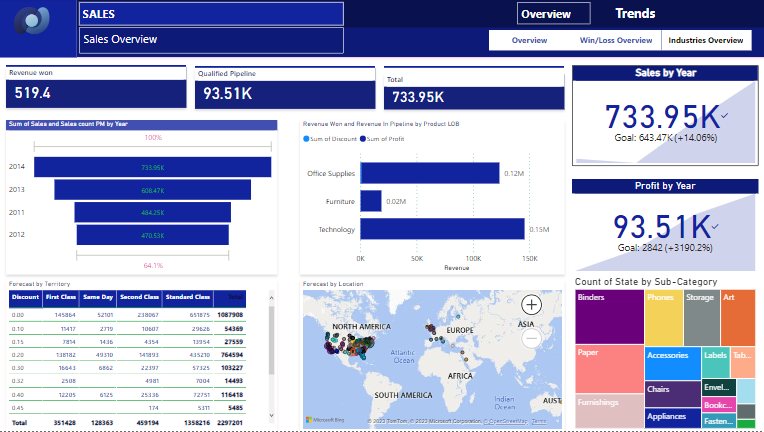 SALES
Overview
Trends
Sales Overview
Overview
Win/Loss Overview
Industries Overview
Revenue won
519.4
Qualified Pipeline
93.51K
Total
733.95K
Sales by Year
733.95K
Goal: 643.47K (+14.06%)
Sum of Sales and Sales count PM by Year
100%
2014 733.95K
2013 608.47K
2011 484.25K
2012 470.53K
64.1%
Revenue Won and Revenue In Pipeline by Product LOB
Sum of Discount Sum of Profit
Office Supplies 0.12M
Furniture 0.02M
Technology 0.15M
0K 50K 100K 150K
Revenue
Profit by Year
93.51K
Goal: 2842 (+3190.2%)
Forecast by Territory
Discount First Class Same Day Second Class Standard Class Total
0.00 145864 52101 238067 651875 1087908
0.10 11417 2719 10607 29626 54369
0.15 7814 1436 4354 13954 27559
0.20 138182 49310 141893 435210 764594
0.30 16643 6862 22397 57325 103227
0.32 2508 4981 7004 14493
0.40 12205 6125 25336 72751 116418
0.45 174 5311 5485
Total 351428 128363 459194 1358216 2297201
Forecast by Location
NORTH AMERICA
EUROPE
ASIA
Atlantic
Ocean
AFRICA
SOUTH AMERICA
Indian
Ocean
AUST
Microsoft Bing
© 2023 TomTom, © 2023 Microsoft Corporation, © OpenStreetMap Terms
Count of State by Sub-Category
Binders
Phones
Storage
Art
Paper
Accessories
Labels
Tab...
Chairs
Envel...
Furnishings
Bookc...
Appliances
Fasten...